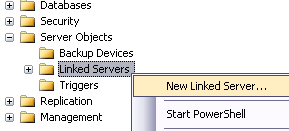 Databases
Security
Server Objects
Backup Devices
Linked Servers
Triggers
New Linked Server...
Replication
Start PowerShell
Management